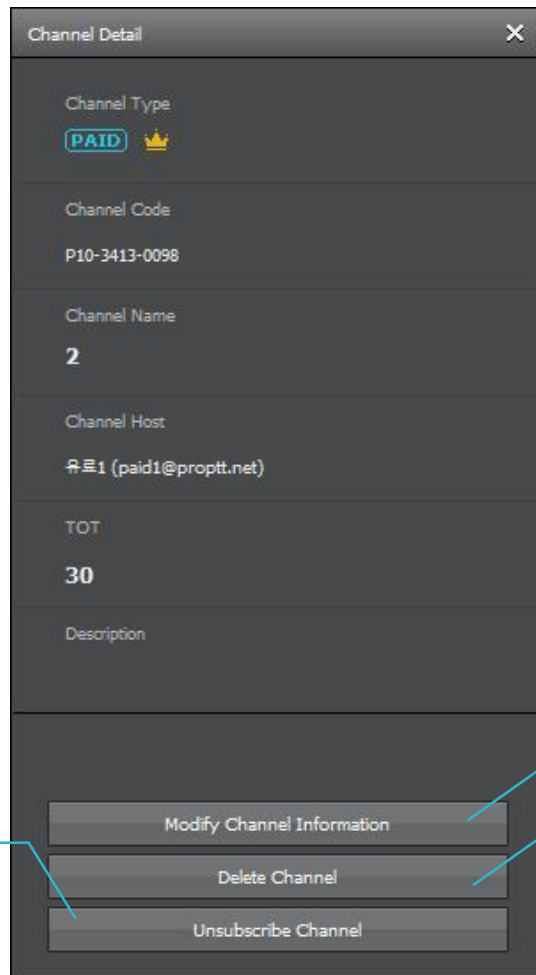 Channel Detail
Channel Type
PAID
Channel Code
P10-3413-0098
Channel Name
2
Channel Host
유료1 (paid1@proptt.net)
TOT
30
Description
Modify Channel Information
Delete Channel
Unsubscribe Channel